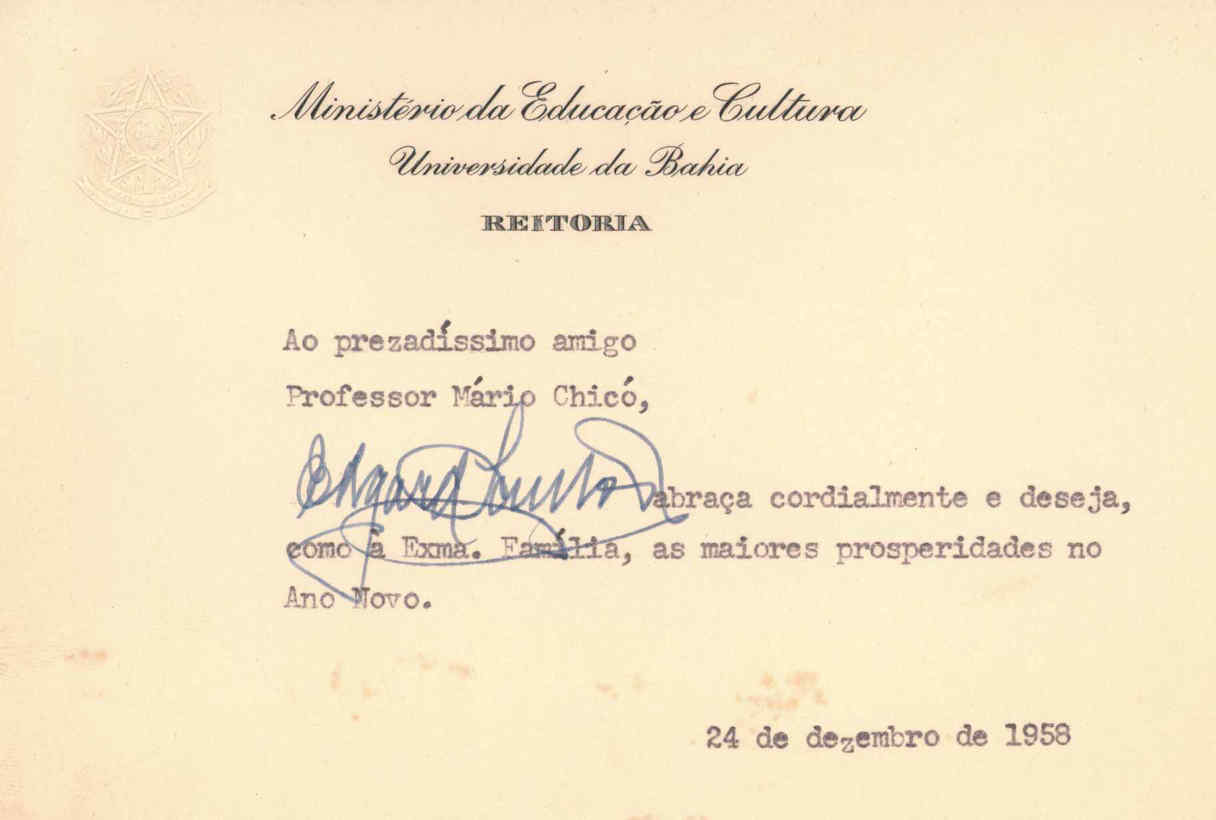 Ministério da Educação e Cultura
Universidade da Bahia
REITORIA
Ao prezadíssimo amigo
Professor Mário Chicó,
Edgard Santos abraça cordialmente e deseja,
como à Exma. Família, as maiores prosperidades no
Ano Novo.
24 de dezembro de 1958